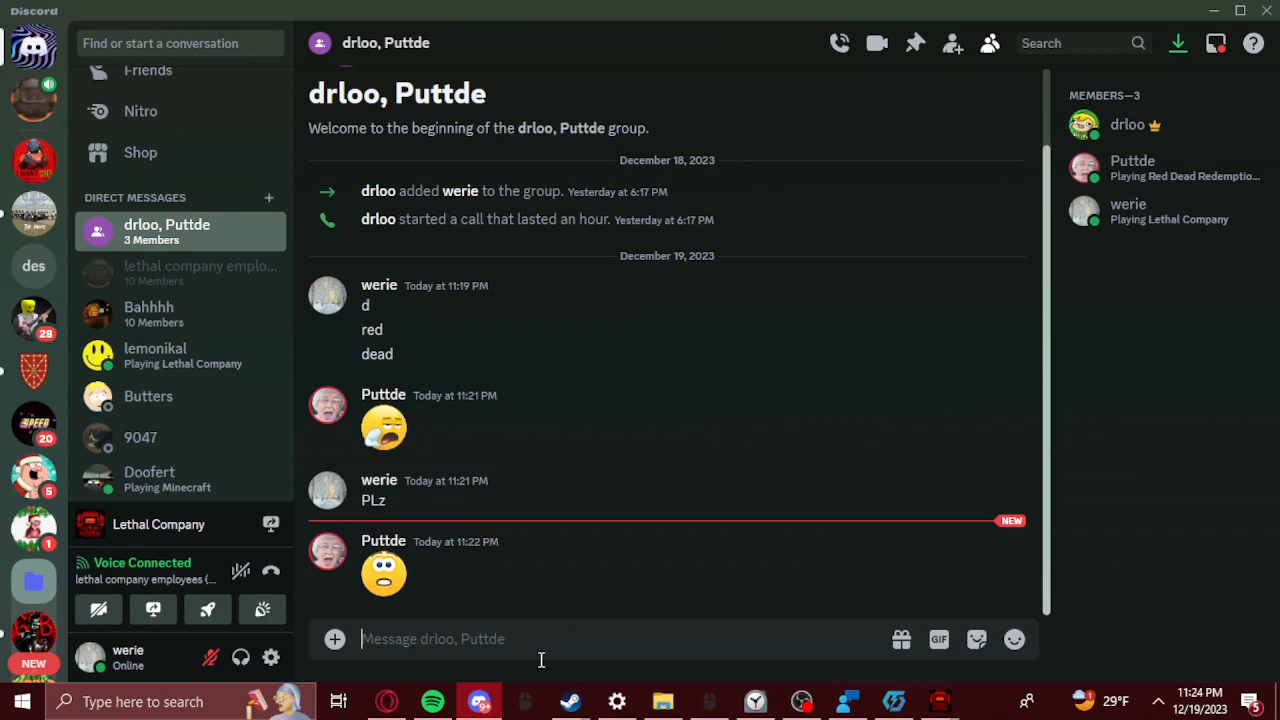 Discord
Find or start a conversation
drloo, Puttde
Search
Friends
Nitro
Shop
DIRECT MESSAGES
drloo, Puttde
3 Members
lethal company emplo...
10 Members
Bahhhh
10 Members
lemonikal
Playing Lethal Company
Butters
9047
Doofert
Playing Minecraft
Lethal Company
Voice Connected
lethal company employees (...
werie
Online
des
28
20
5
1
NEW
drloo, Puttde
Welcome to the beginning of the drloo, Puttde group.
December 18, 2023
drloo added werie to the group. Yesterday at 6:17 PM
drloo started a call that lasted an hour. Yesterday at 6:17 PM
December 19, 2023
werie Today at 11:19 PM
d
red
dead
Puttde Today at 11:21 PM
werie Today at 11:21 PM
PLz
NEW
Puttde Today at 11:22 PM
Message drloo, Puttde
GIF
MEMBERS—3
drloo
Puttde
Playing Red Dead Redemptio...
werie
Playing Lethal Company
Type here to search
9+
1
29°F
11:24 PM
12/19/2023
5